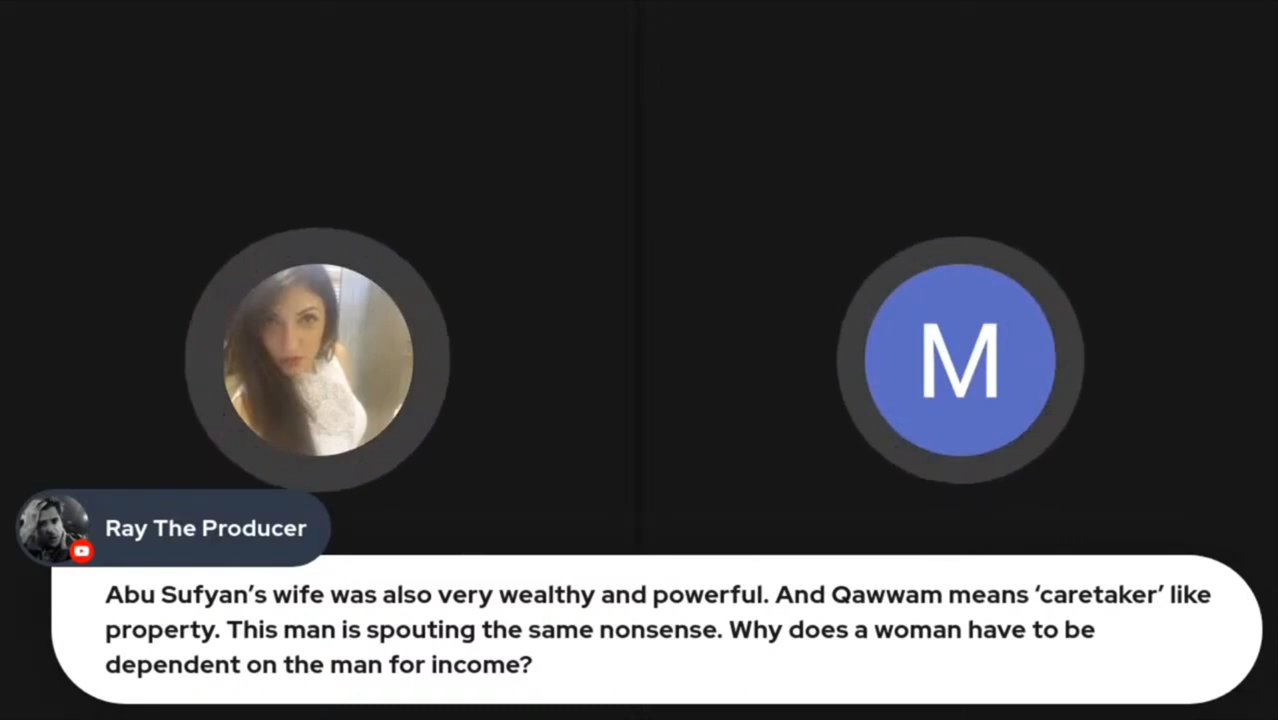 M
Ray The Producer
Abu Sufyan’s wife was also very wealthy and powerful. And Qawwam means ‘caretaker’ like
property. This man is spouting the same nonsense. Why does a woman have to be
dependent on the man for income?